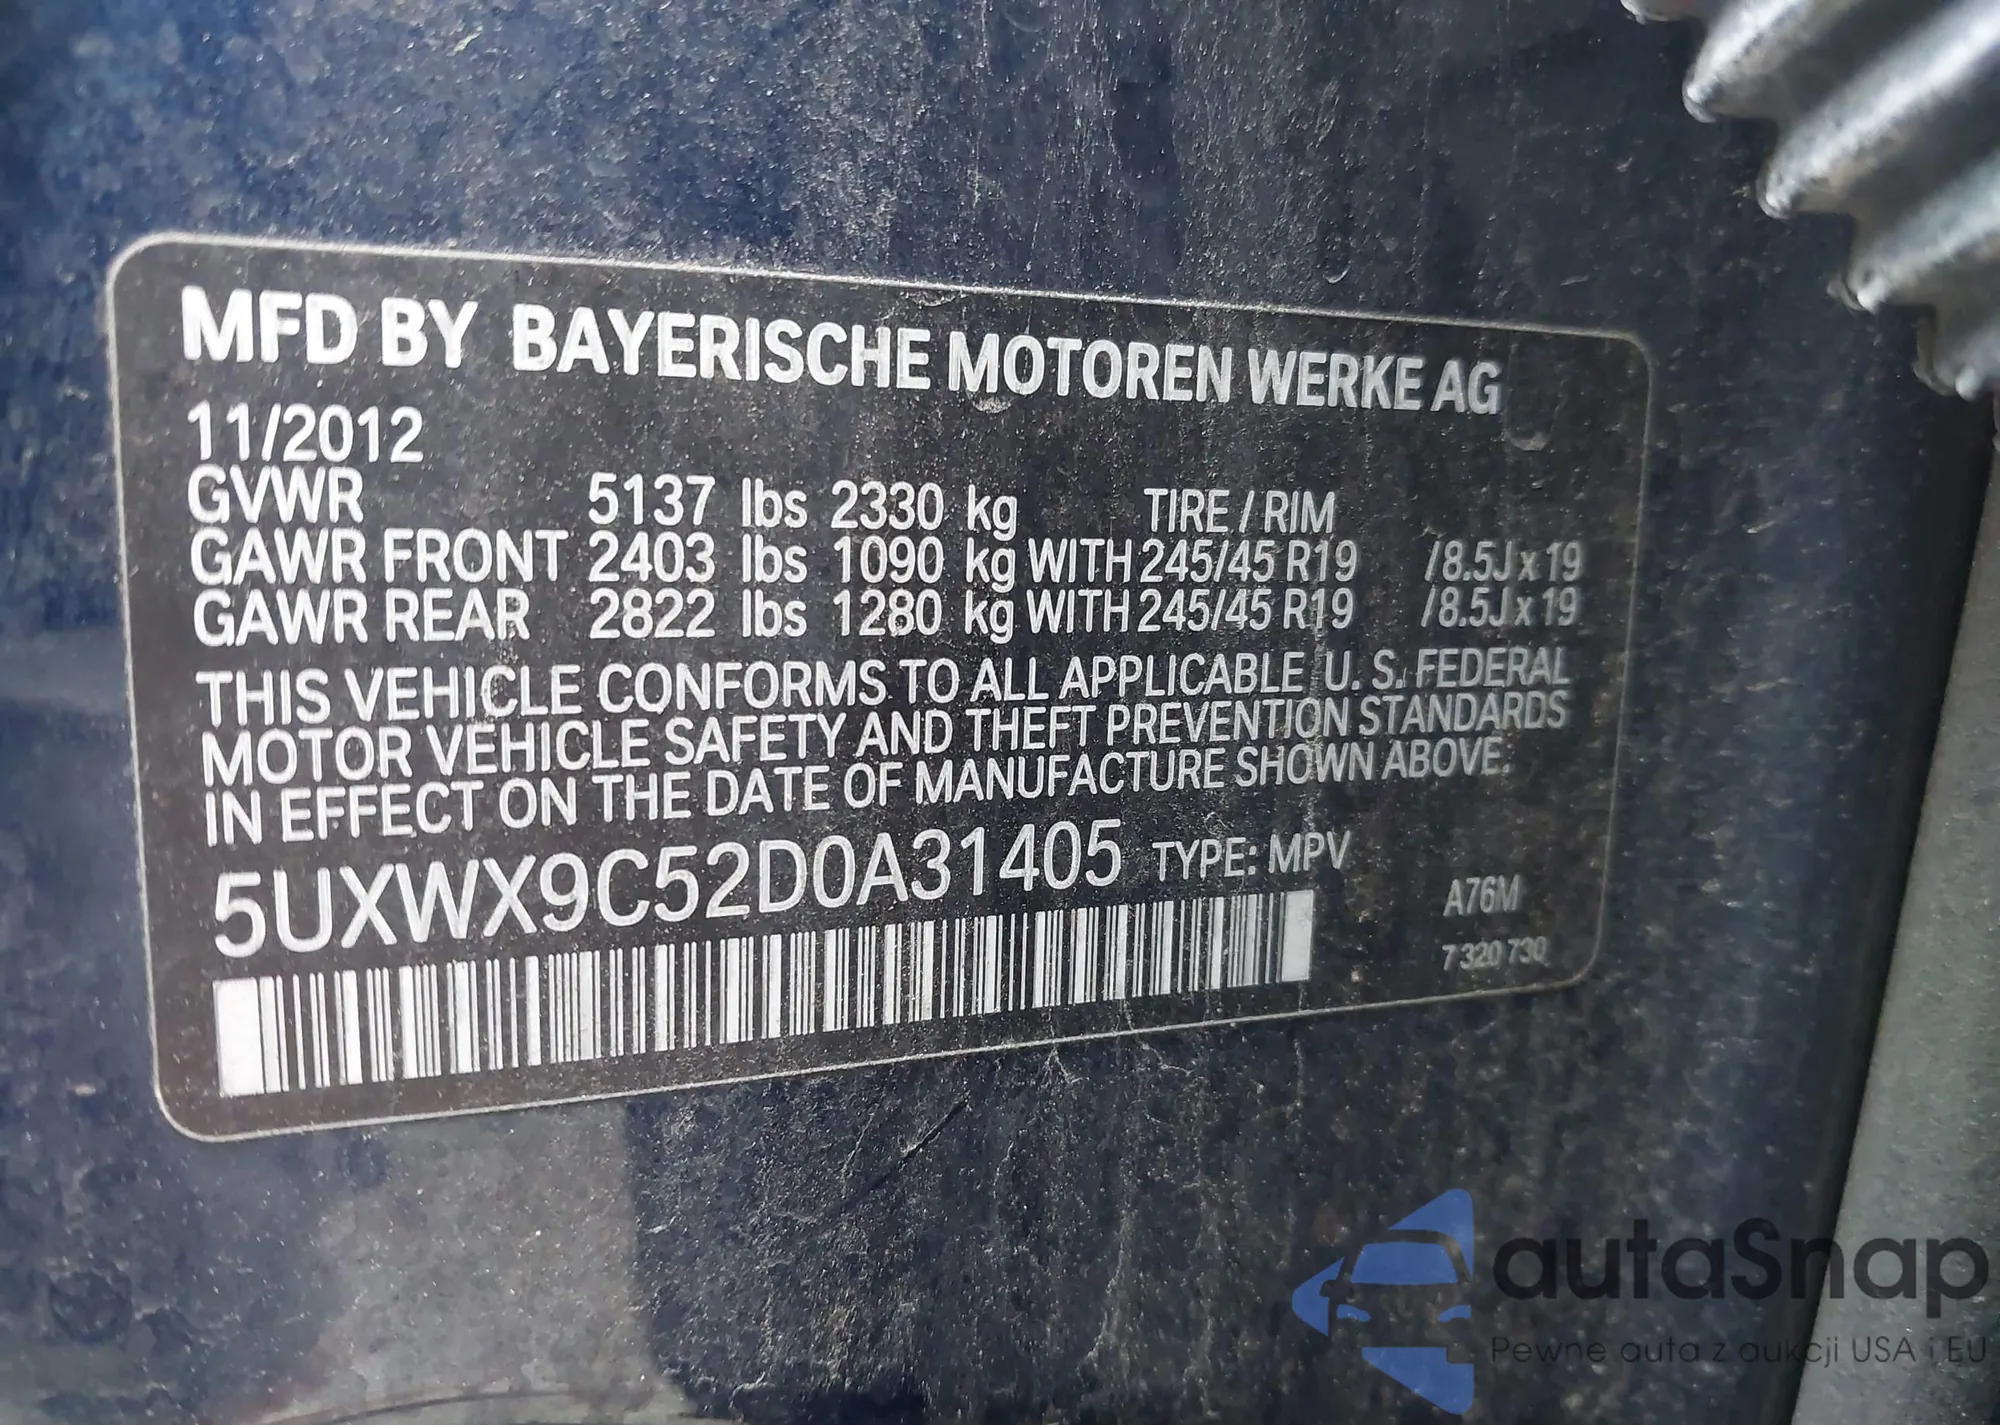 MFD BY BAYERISCHE MOTOREN WERKE AG
11/2012
GVWR 5137 lbs 2330 kg TIRE / RIM
GAWR FRONT 2403 lbs 1090 kg WITH 245/45 R19 /8.5J x 19
GAWR REAR 2822 lbs 1280 kg WITH 245/45 R19 /8.5J x 19
THIS VEHICLE CONFORMS TO ALL APPLICABLE U. S. FEDERAL
MOTOR VEHICLE SAFETY AND THEFT PREVENTION STANDARDS
IN EFFECT ON THE DATE OF MANUFACTURE SHOWN ABOVE.
5UXWX9C52D0A31405 TYPE: MPV
A76M
7 320 730
autaSnap
Pewne auta z aukcji USA i EU